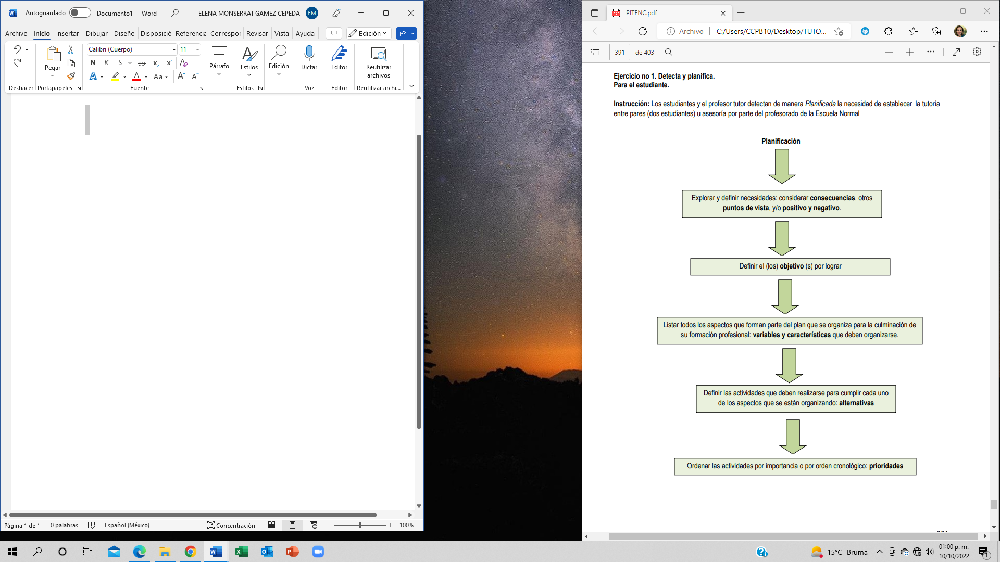 Autoguardado
Documento1 - Word
ELENA MONSERRAT GAMEZ CEPEDA
EM
Archivo Inicio Insertar Dibujar Diseño Disposició Referencia Correspor Revisar Vista Ayuda
Edición
Pegar
Calibri (Cuerpo)
11
N K S ab x₂ x²
A A Aa A A
Párrafo
Estilos
Edición
Dictar
Editor
Reutilizar
archivos
Deshacer Portapapeles Fuente Estilos Voz Editor Reutilizar archi...
Página 1 de 1 0 palabras Español (México) Concentración 100%
PITENC.pdf
Archivo C:/Users/CCPB10/Desktop/TUTO...
391 de 403
Ejercicio no 1. Detecta y planifica.
Para el estudiante.
Instrucción: Los estudiantes y el profesor tutor detectan de manera Planificada la necesidad de establecer la tutoría
entre pares (dos estudiantes) u asesoría por parte del profesorado de la Escuela Normal
Planificación
Explorar y definir necesidades: considerar consecuencias, otros
puntos de vista, y/o positivo y negativo.
Definir el (los) objetivo (s) por lograr
Listar todos los aspectos que forman parte del plan que se organiza para la culminación de
su formación profesional: variables y características que deben organizarse.
Definir las actividades que deben realizarse para cumplir cada uno
de los aspectos que se están organizando: alternativas
Ordenar las actividades por importancia o por orden cronológico: prioridades
15°C Bruma
01:00 p. m.
10/10/2022
1